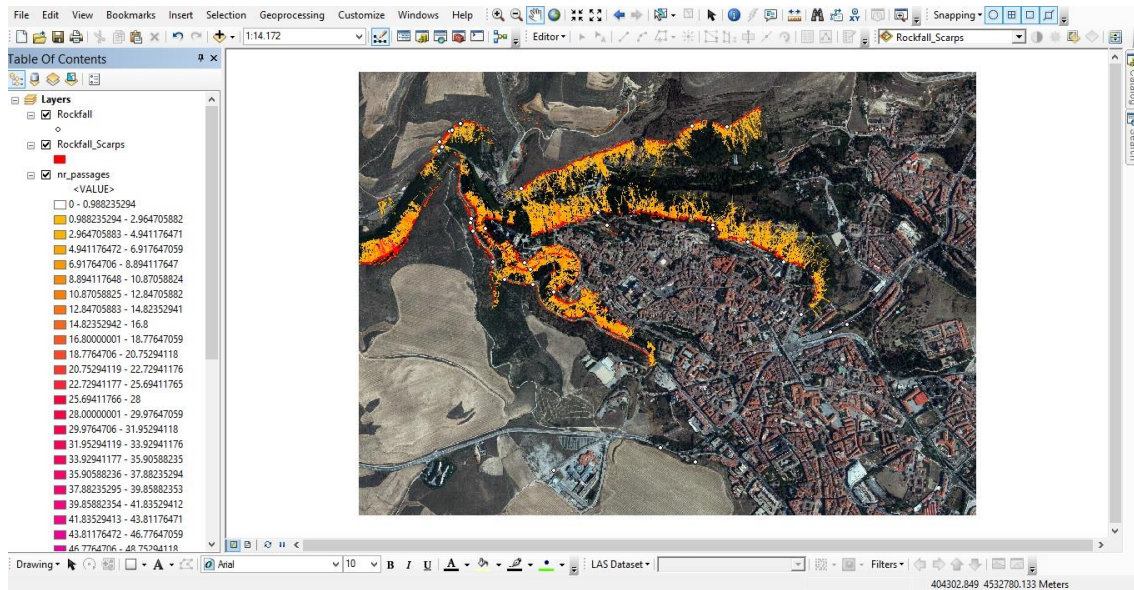 File Edit View Bookmarks Insert Selection Geoprocessing Customize Windows Help Snapping
1:14.172 Editor Rockfall_Scarps
Table Of Contents
Layers
Rockfall
Rockfall_Scarps
nr_passages
<VALUE>
0 - 0.988235294
0.988235294 - 2.964705882
2.964705883 - 4.941176471
4.941176472 - 6.917647059
6.91764706 - 8.894117647
8.894117648 - 10.87058824
10.87058825 - 12.84705882
12.84705883 - 14.82352941
14.82352942 - 16.8
16.80000001 - 18.77647059
18.7764706 - 20.75294118
20.75294119 - 22.72941176
22.72941177 - 25.69411765
25.69411766 - 28
28.00000001 - 29.97647059
29.9764706 - 31.95294118
31.95294119 - 33.92941176
33.92941177 - 35.90588235
35.90588236 - 37.88235294
37.88235295 - 39.85882353
39.85882354 - 41.83529412
41.83529413 - 43.81176471
43.81176472 - 46.77647059
46.7764706 - 48.75294118
Catalog
Search
Drawing A Arial 10 B I U A LAS Dataset Filters
404302.849 4532780.133 Meters